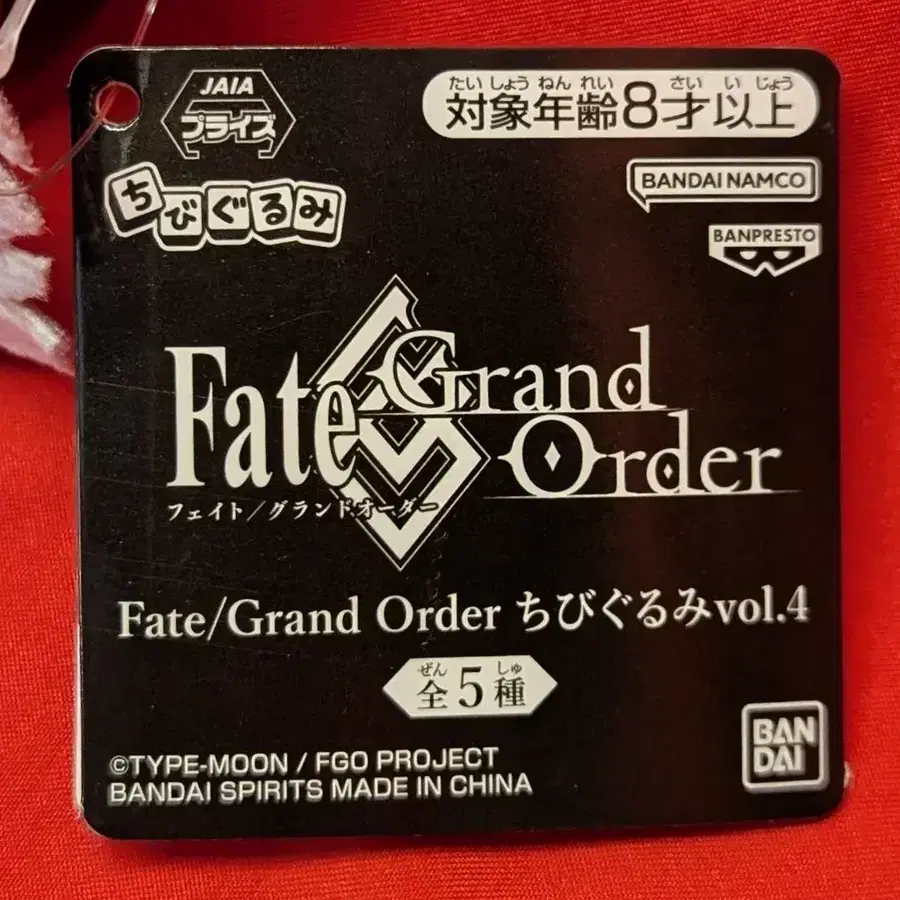 JAIA
プライズ
たいしょうねんれい さいいじょう
対象年齢8才以上
ちびぐるみ
BANDAI NAMCO
BANPRESTO
Fate
Grand
Order
フェイト/グランドオーダー
Fate/Grand Order ちびぐるみvol.4
ぜん しゅ
全5種
©TYPE-MOON / FGO PROJECT
BANDAI SPIRITS MADE IN CHINA
BAN
DAI